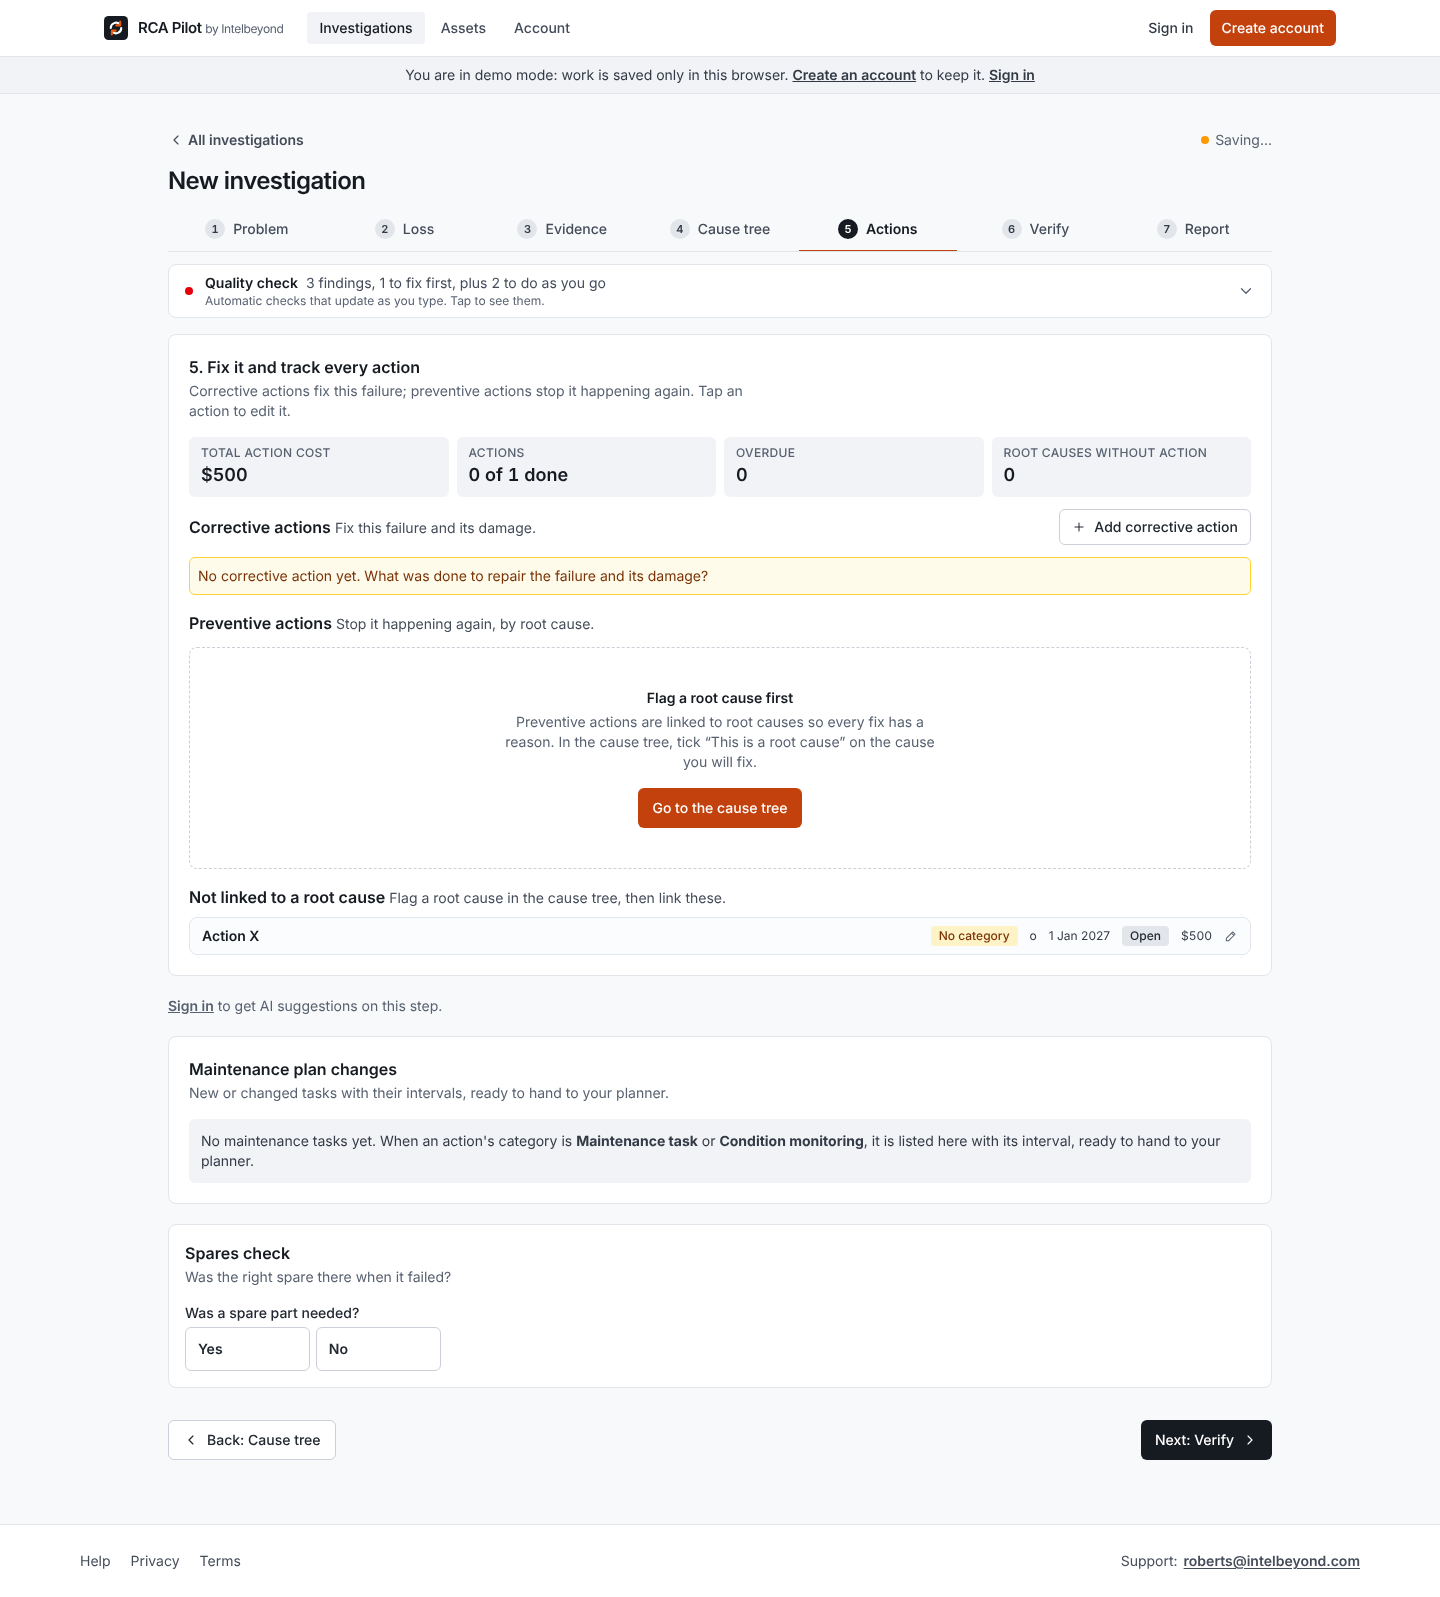 RCA Pilot by Intelbeyond
Investigations
Assets
Account
Sign in
Create account
You are in demo mode: work is saved only in this browser. Create an account to keep it. Sign in
All investigations
Saving...
New investigation
1 Problem
2 Loss
3 Evidence
4 Cause tree
5 Actions
6 Verify
7 Report
Quality check 3 findings, 1 to fix first, plus 2 to do as you go
Automatic checks that update as you type. Tap to see them.
5. Fix it and track every action
Corrective actions fix this failure; preventive actions stop it happening again. Tap an
action to edit it.
TOTAL ACTION COST
$500
ACTIONS
0 of 1 done
OVERDUE
0
ROOT CAUSES WITHOUT ACTION
0
Corrective actions Fix this failure and its damage.
+ Add corrective action
No corrective action yet. What was done to repair the failure and its damage?
Preventive actions Stop it happening again, by root cause.
Flag a root cause first
Preventive actions are linked to root causes so every fix has a
reason. In the cause tree, tick “This is a root cause” on the cause
you will fix.
Go to the cause tree
Not linked to a root cause Flag a root cause in the cause tree, then link these.
Action X
No category
o
1 Jan 2027
Open
$500
Sign in to get AI suggestions on this step.
Maintenance plan changes
New or changed tasks with their intervals, ready to hand to your planner.
No maintenance tasks yet. When an action's category is Maintenance task or Condition monitoring, it is listed here with its interval, ready to hand to your
planner.
Spares check
Was the right spare there when it failed?
Was a spare part needed?
Yes
No
Back: Cause tree
Next: Verify
Help
Privacy
Terms
Support: roberts@intelbeyond.com